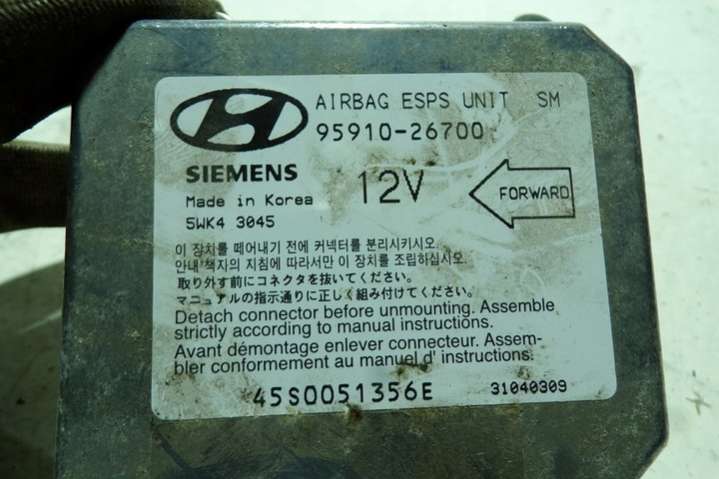 AIRBAG ESPS UNIT SM
95910-26700
SIEMENS
12V
FORWARD
Made in Korea
5WK4 3045
이 장치를 떼어내기 전에 커넥터를 분리시키시오.
안내 책자의 지침에 따라서만 이 장치를 조립하십시오.
取り外す前にコネクタを抜いてください。
マニュアルの指示通りに正しく組み付けてください。
Detach connector before unmounting. Assemble
strictly according to manual instructions.
Avant démontage enlever connecteur. Assem-
bler conformement au manuel d' instructions.
45S0051356E
31040309